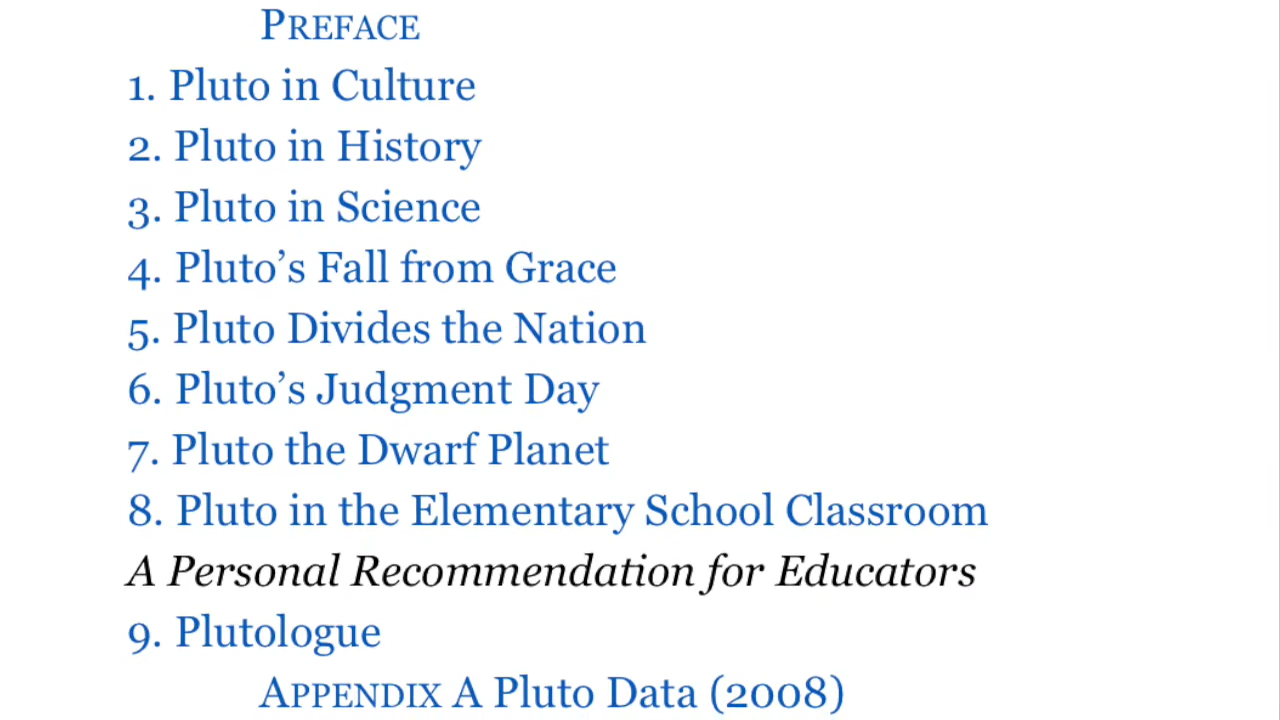 PREFACE
1. Pluto in Culture
2. Pluto in History
3. Pluto in Science
4. Pluto’s Fall from Grace
5. Pluto Divides the Nation
6. Pluto’s Judgment Day
7. Pluto the Dwarf Planet
8. Pluto in the Elementary School Classroom
A Personal Recommendation for Educators
9. Plutologue
APPENDIX A Pluto Data (2008)